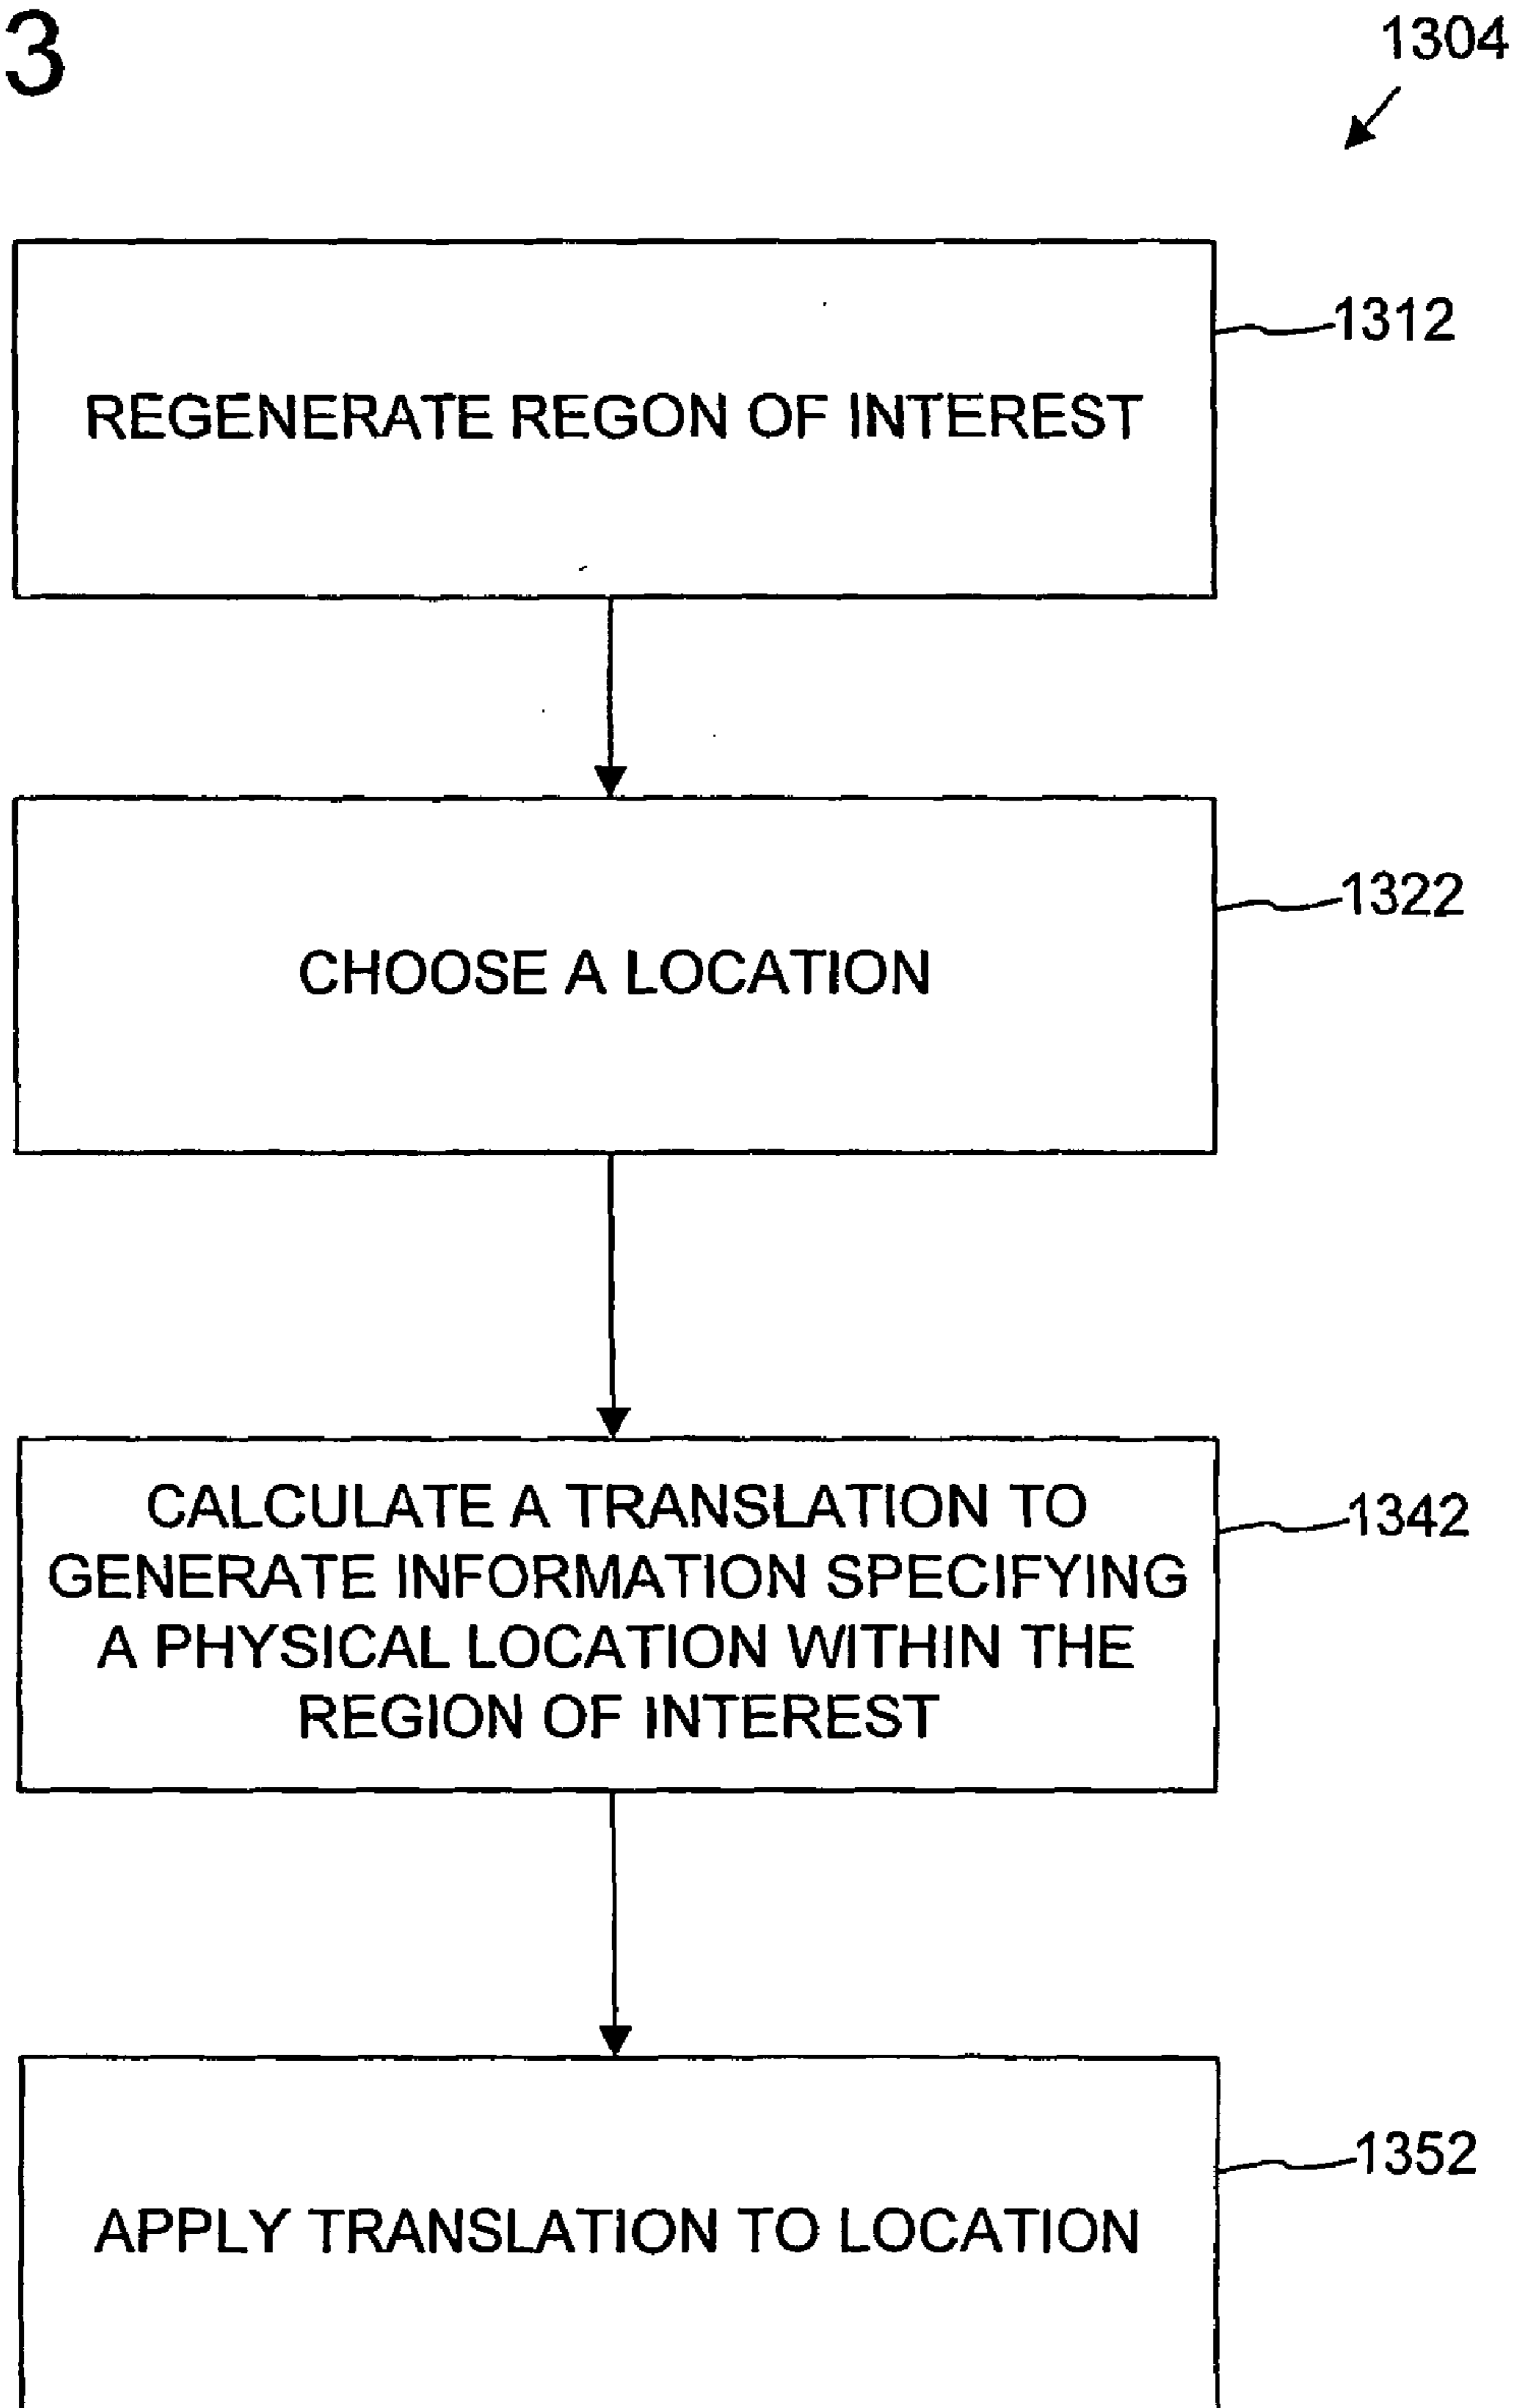 3
1304
REGENERATE REGON OF INTEREST
1312
CHOOSE A LOCATION
1322
CALCULATE A TRANSLATION TO
GENERATE INFORMATION SPECIFYING
A PHYSICAL LOCATION WITHIN THE
REGION OF INTEREST
1342
APPLY TRANSLATION TO LOCATION
1352